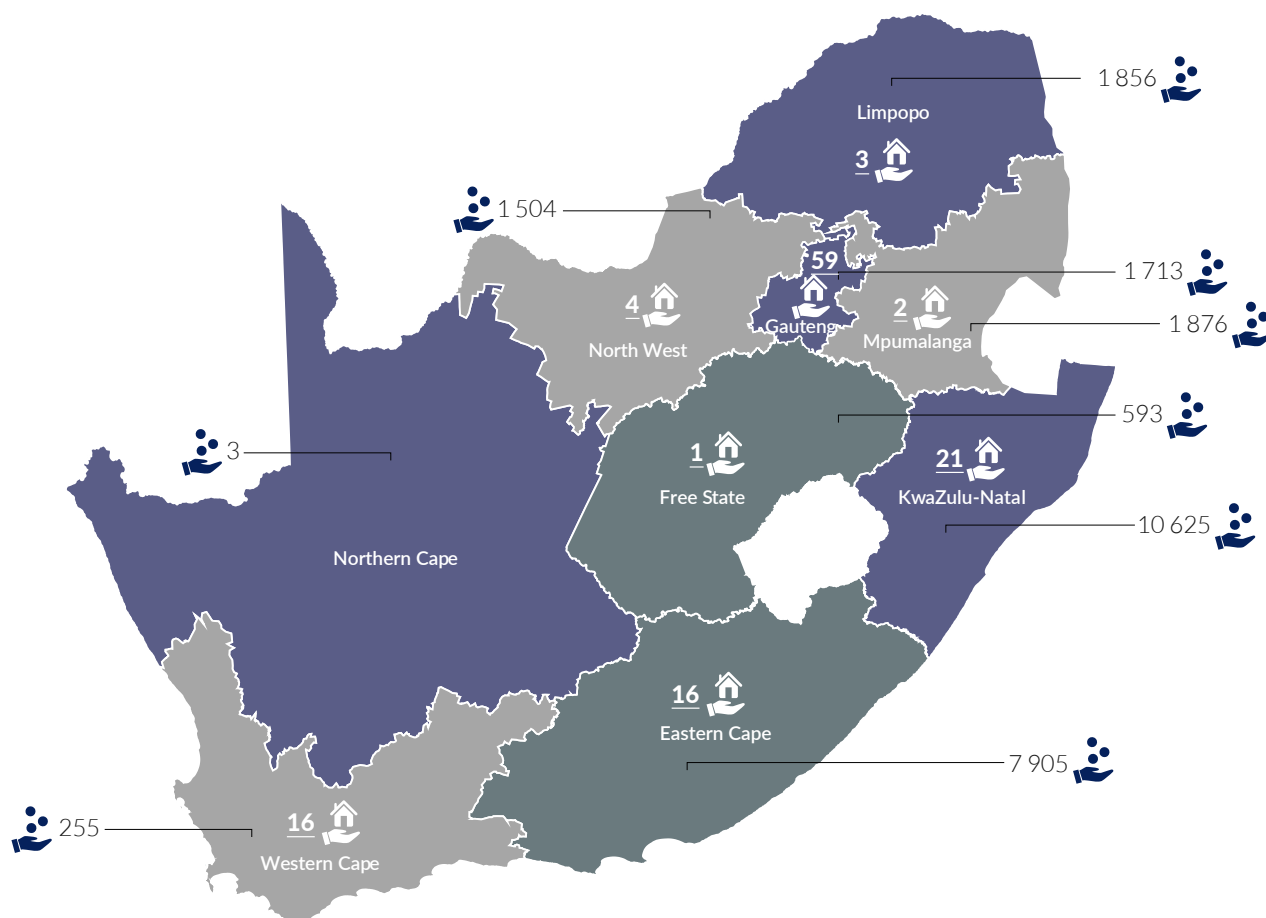 1 856
Limpopo
3
1 504
59
1 713
Gauteng
4
North West
2
Mpumalanga
1 876
593
3
1
Free State
21
KwaZulu-Natal
10 625
Northern Cape
16
Eastern Cape
7 905
255
16
Western Cape